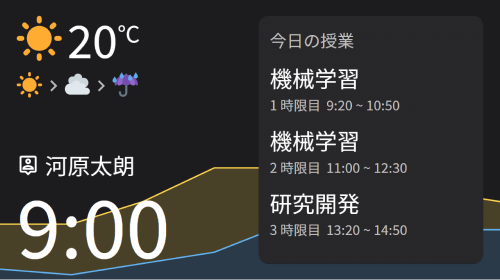 20℃
河原太朗
9:00
今日の授業
機械学習
1 時限目 9:20 ~ 10:50
機械学習
2 時限目 11:00 ~ 12:30
研究開発
3 時限目 13:20 ~ 14:50